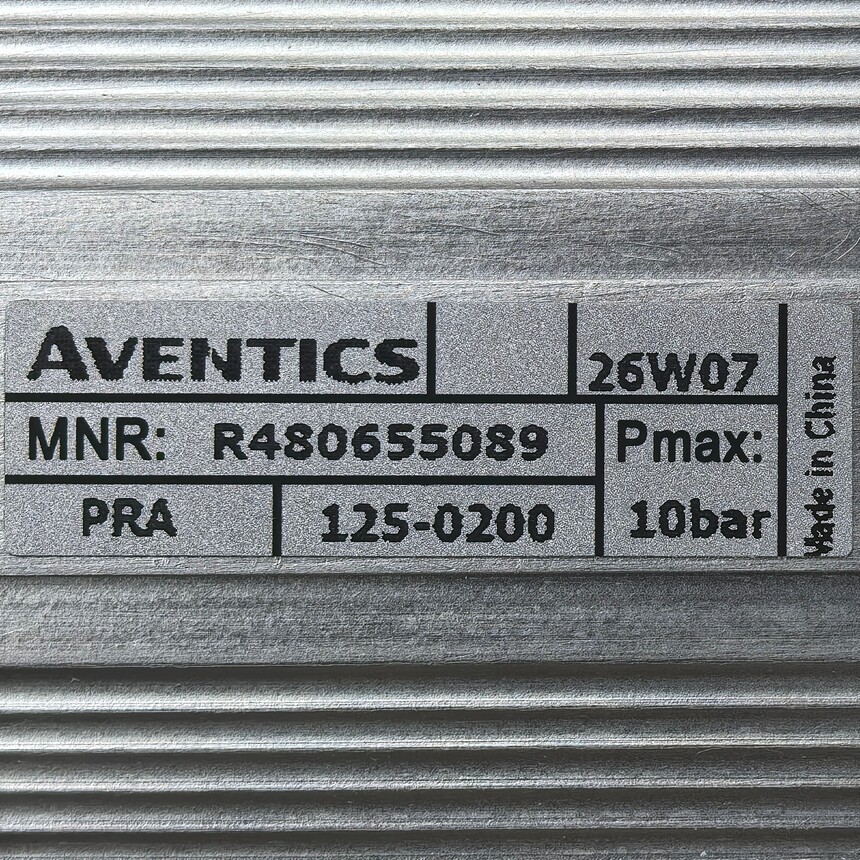 AVENTICS
26W07
MNR: R480655089
Pmax:
PRA
125-0200
10bar
Made in China